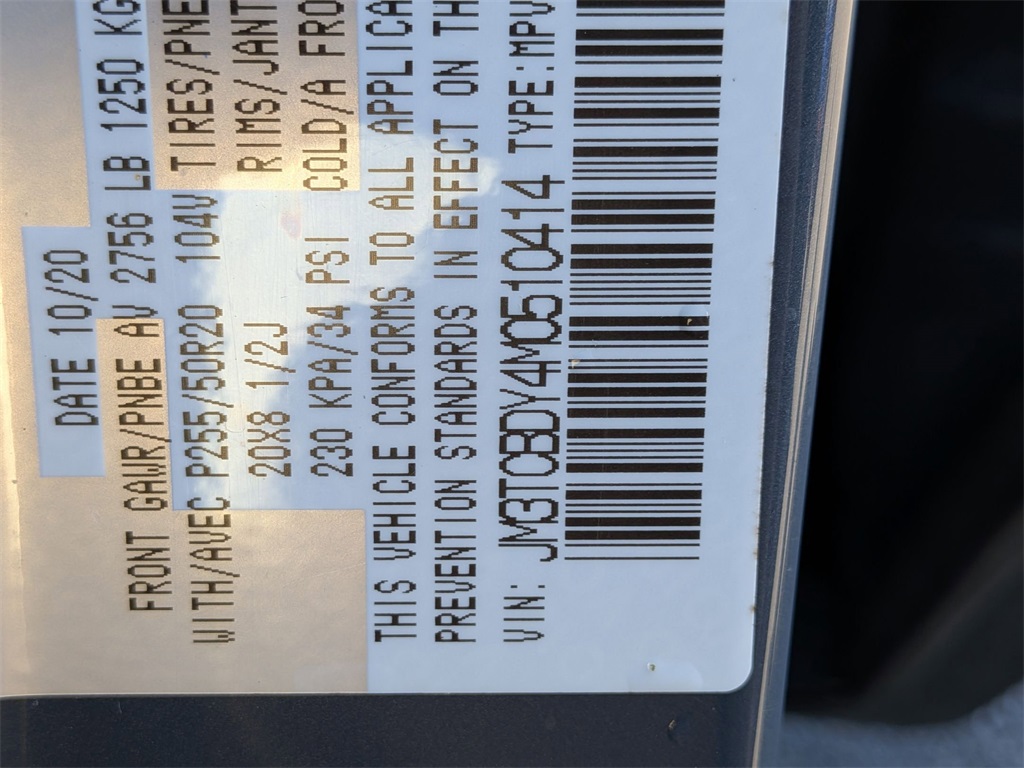 DATE 10/20
FRONT GAWR/PNBE AV 2756 LB 1250 KG
WITH/AVEC P255/50R20 104V TIRES/PNE
20X8 1/2J RIMS/JANT
230 KPA/34 PSI COLD/A FRO
THIS VEHICLE CONFORMS TO ALL APPLICA
PREVENTION STANDARDS IN EFFECT ON TH
VIN: JM3TCBDY4M0510414 TYPE:MPV